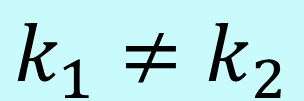 k₁ ≠ k₂